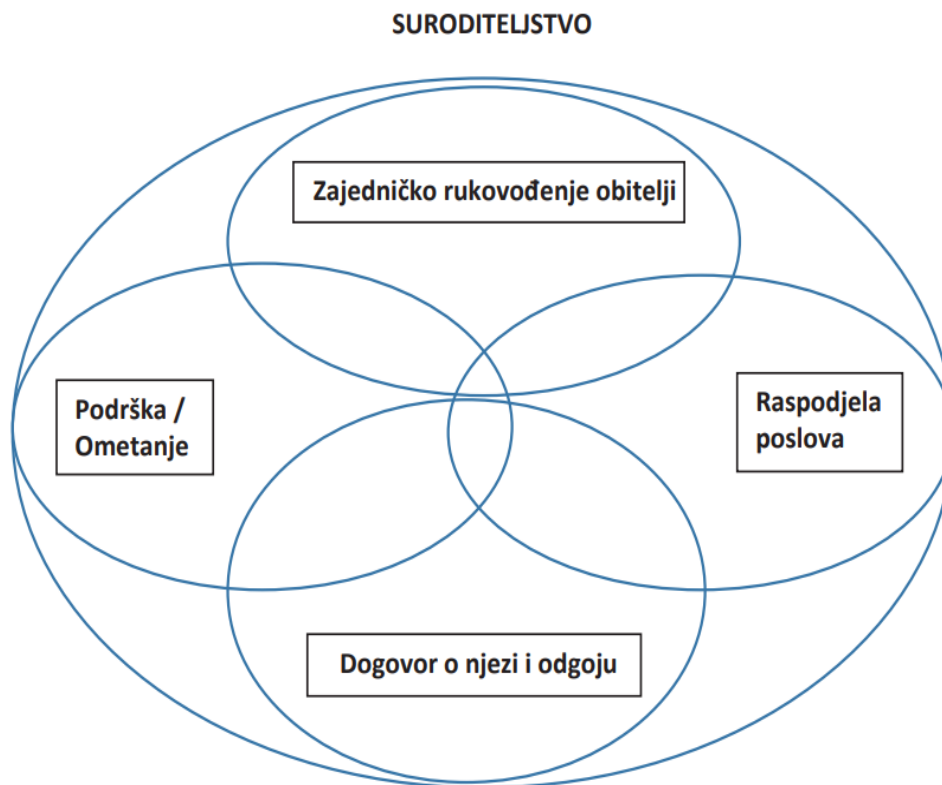 SURODITELJSTVO
Zajedničko rukovođenje obitelji
Podrška /
Ometanje
Raspodjela
poslova
Dogovor o njezi i odgoju